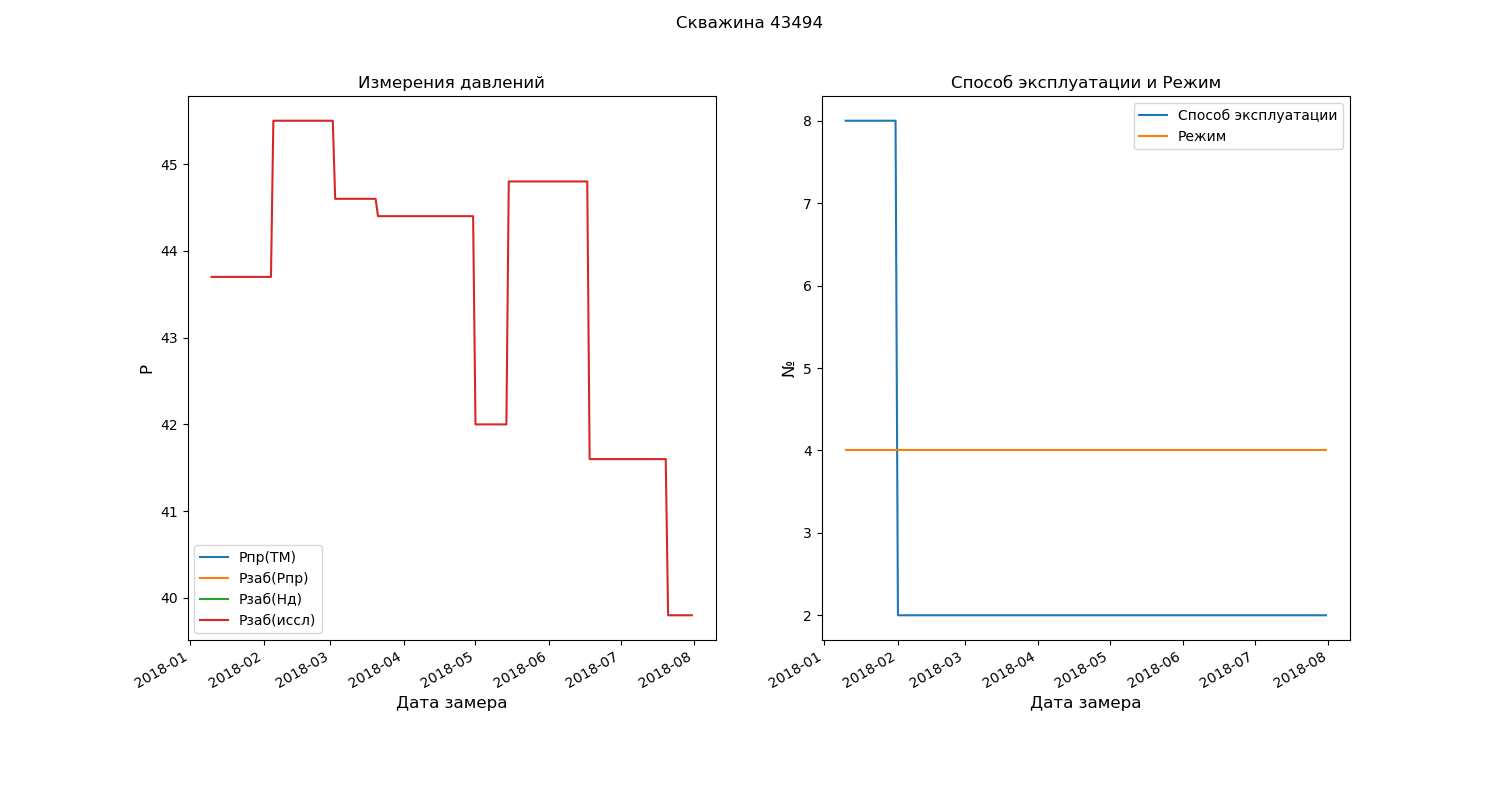 Скважина 43494
Измерения давлений
P
45
44
43
42
41
40
Рпр(ТМ)
Рзаб(Рпр)
Рзаб(Нд)
Рзаб(иссл)
2018-01
2018-02
2018-03
2018-04
2018-05
2018-06
2018-07
2018-08
Дата замера
Способ эксплуатации и Режим
№
8
7
6
5
4
3
2
Способ эксплуатации
Режим
2018-01
2018-02
2018-03
2018-04
2018-05
2018-06
2018-07
2018-08
Дата замера